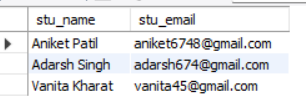 stu_name stu_email
Aniket Patil aniket6748@gmail.com
Adarsh Singh adarsh674@gmail.com
Vanita Kharat vanita45@gmail.com